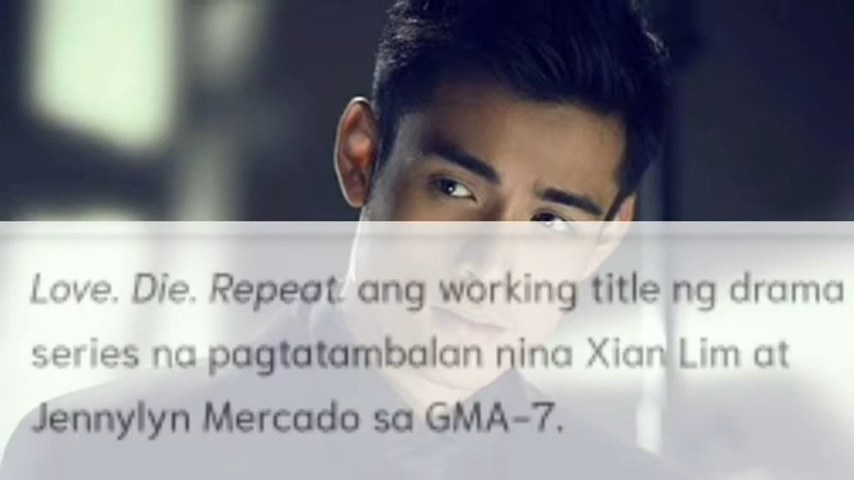 Love. Die. Repeat. ang working title ng drama
series na pagtatambalan nina Xian Lim at
Jennylyn Mercado sa GMA-7.